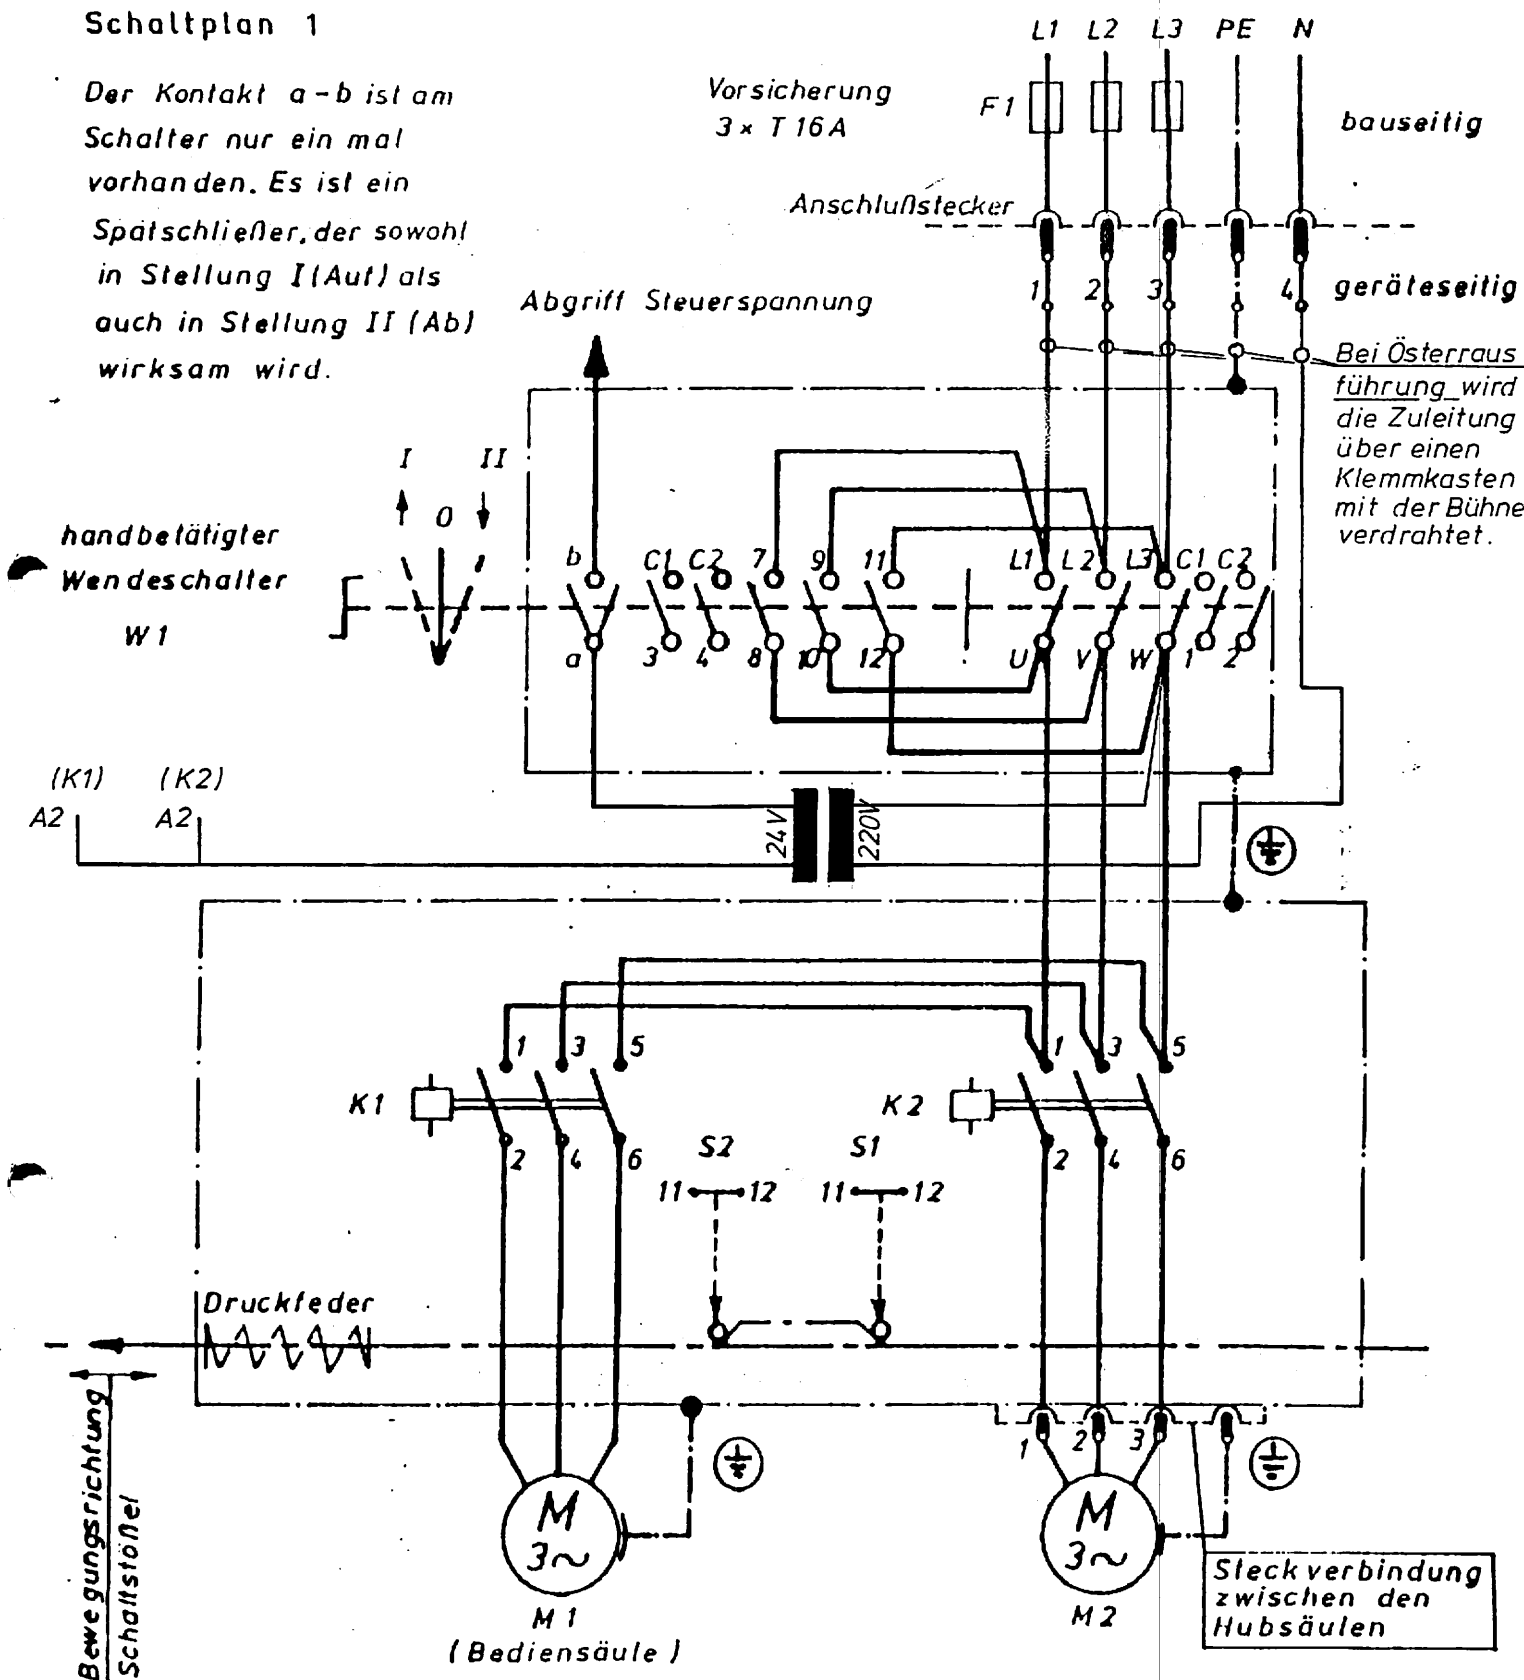 Schaltplan 1
Der Kontakt a-b ist am
Schalter nur ein mal
vorhanden. Es ist ein
Spätschließer, der sowohl
in Stellung I (Auf) als
auch in Stellung II (Ab)
wirksam wird.
L1 L2 L3 PE N
Vorsicherung
3 x T 16 A
F1
bauseitig
Anschlußstecker
1 2 3 4
geräteseitig
Abgriff Steuerspannung
Bei Österraus
führung wird
die Zuleitung
über einen
Klemmkasten
mit der Bühne
verdrahtet.
I II
0
handbetätigter
Wendeschalter
W1
b C1 C2 7 9 11 L1 L2 L3 C1 C2
a 3 4 8 10 12 U V W 1 2
(K1) (K2)
A2 A2
24V 220V
1 3 5 1 3 5
K1 K2
2 4 6 2 4 6
S2 S1
11 12 11 12
Druckfeder
Bewegungsrichtung
Schaltstößel
1 2 3
M
3~
M1
(Bediensäule)
M
3~
M2
Steckverbindung
zwischen den
Hubsäulen